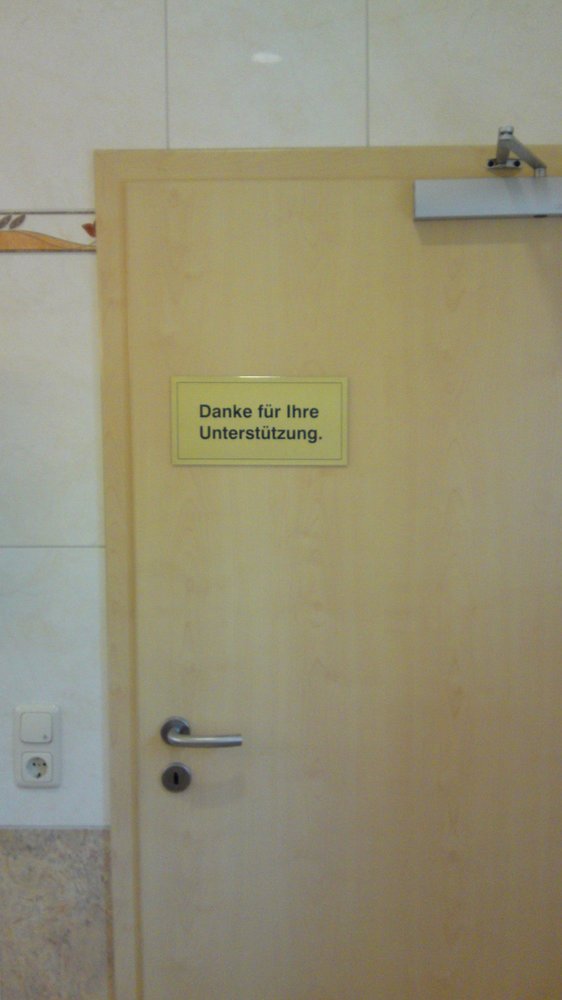 Danke für Ihre
Unterstützung.